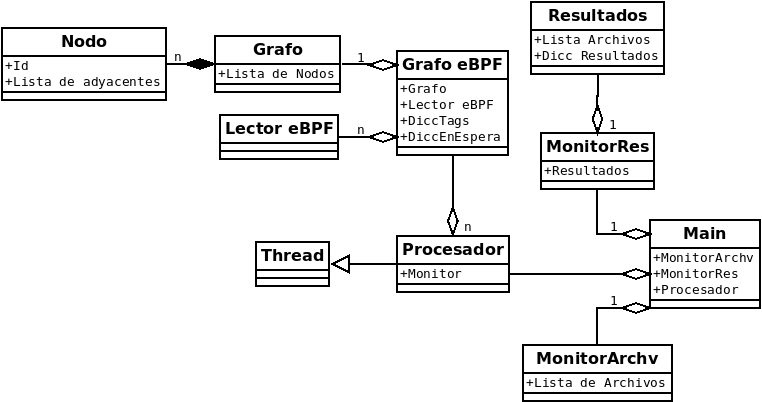 Nodo
+Id
+Lista de adyacentes
n
Grafo
+Lista de Nodos
1
Lector eBPF
n
Grafo eBPF
+Grafo
+Lector eBPF
+DiccTags
+DiccEnEspera
n
Resultados
+Lista Archivos
+Dicc Resultados
1
MonitorRes
+Resultados
1
Thread
Procesador
+Monitor
Main
+MonitorArchv
+MonitorRes
+Procesador
1
MonitorArchv
+Lista de Archivos